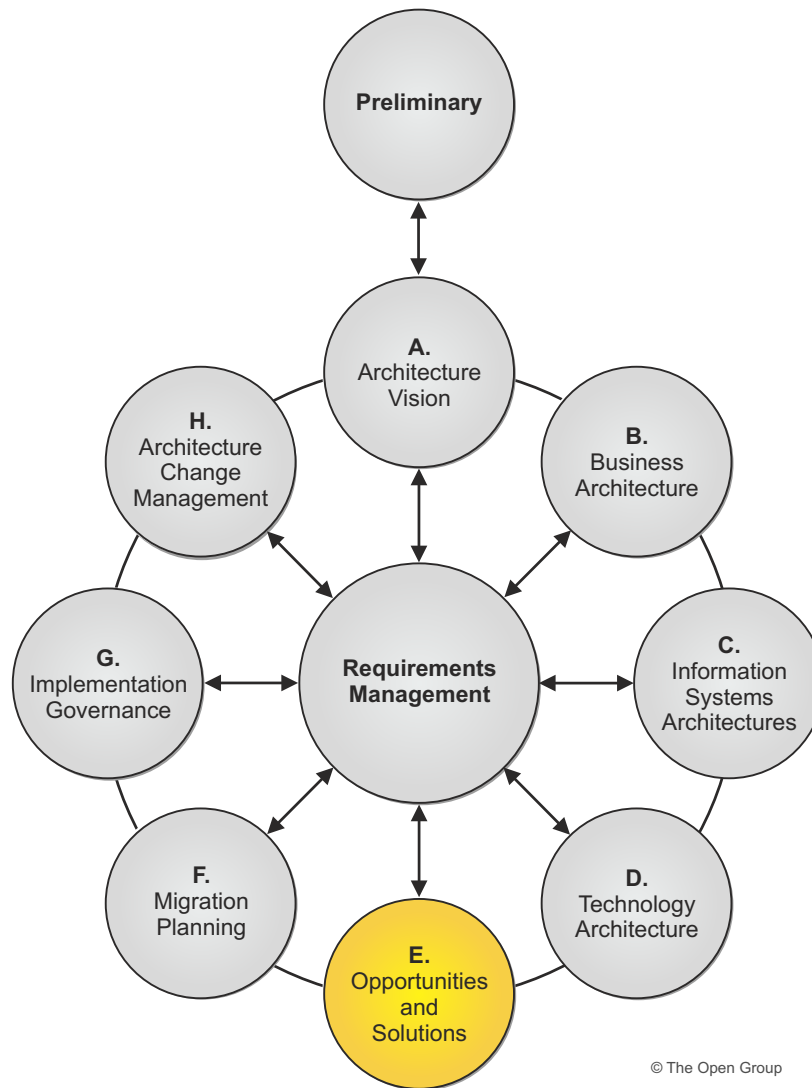 Preliminary
A.
Architecture
Vision
B.
Business
Architecture
C.
Information
Systems
Architectures
D.
Technology
Architecture
E.
Opportunities
and
Solutions
F.
Migration
Planning
G.
Implementation
Governance
H.
Architecture
Change
Management
Requirements
Management
© The Open Group